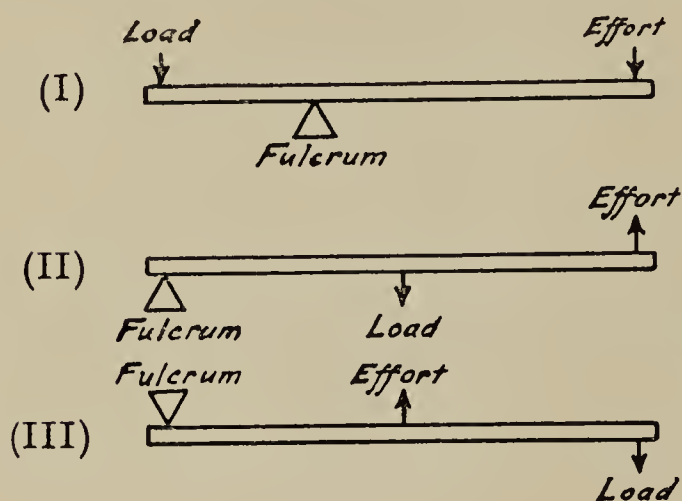 Load Effort
(I)
Fulcrum
Effort
(II)
Fulcrum Load
Fulcrum Effort
(III)
Load